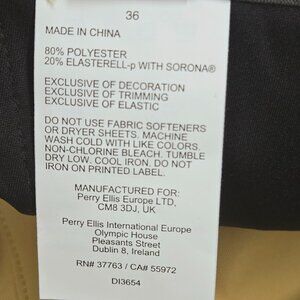 36
MADE IN CHINA
80% POLYESTER
20% ELASTERELL-p WITH SORONA®
EXCLUSIVE OF DECORATION
EXCLUSIVE OF TRIMMING
EXCLUSIVE OF ELASTIC
DO NOT USE FABRIC SOFTENERS
OR DRYER SHEETS. MACHINE
WASH COLD WITH LIKE COLORS.
NON-CHLORINE BLEACH. TUMBLE
DRY LOW. COOL IRON. DO NOT
IRON ON PRINTED LABEL.
MANUFACTURED FOR:
Perry Ellis Europe LTD.
CM8 3DJ, UK
Perry Ellis International Europe
Olympic House
Pleasants Street
Dublin 8, Ireland
RN# 37763 / CA# 55972
DI3654